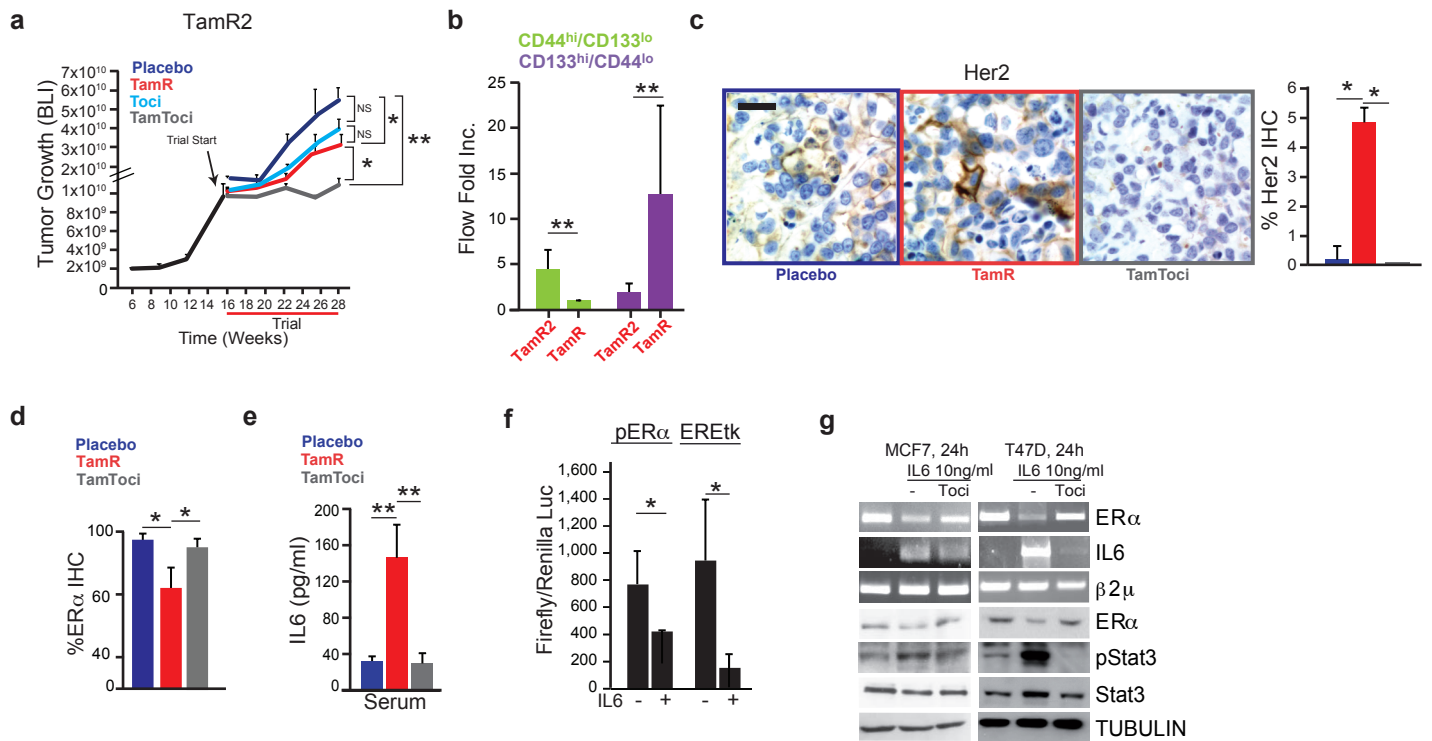 a
TamR2
Placebo
TamR
Toci
TamToci
Tumor Growth (BLI)
7x10¹⁰
6x10¹⁰
5x10¹⁰
4x10¹⁰
3x10¹⁰
2x10¹⁰
1x10¹⁰
8x10⁹
6x10⁹
4x10⁹
2x10⁹
0
Trial Start
NS
NS
*
*
**
6 8 10 12 14 16 18 20 22 24 26 28
Trial
Time (Weeks)
b
CD44ʰⁱ/CD133ˡᵒ
CD133ʰⁱ/CD44ˡᵒ
Flow Fold Inc.
25
20
15
10
5
0
**
**
TamR2
TamR
TamR2
TamR
c
Her2
Placebo
TamR
TamToci
% Her2 IHC
6
5
4
3
2
1
0
* *
d
Placebo
TamR
TamToci
%ERα IHC
100
60
40
0
* *
e
Placebo
TamR
TamToci
IL6 (pg/ml)
200
160
120
80
40
0
** **
Serum
f
pERα EREtk
Firefly/Renilla Luc
1,600
1,400
1,200
1,000
800
600
400
200
0
* *
IL6 - + - +
g
MCF7, 24h T47D, 24h
IL6 10ng/ml IL6 10ng/ml
- Toci - Toci
ERα
IL6
β2μ
ERα
pStat3
Stat3
TUBULIN